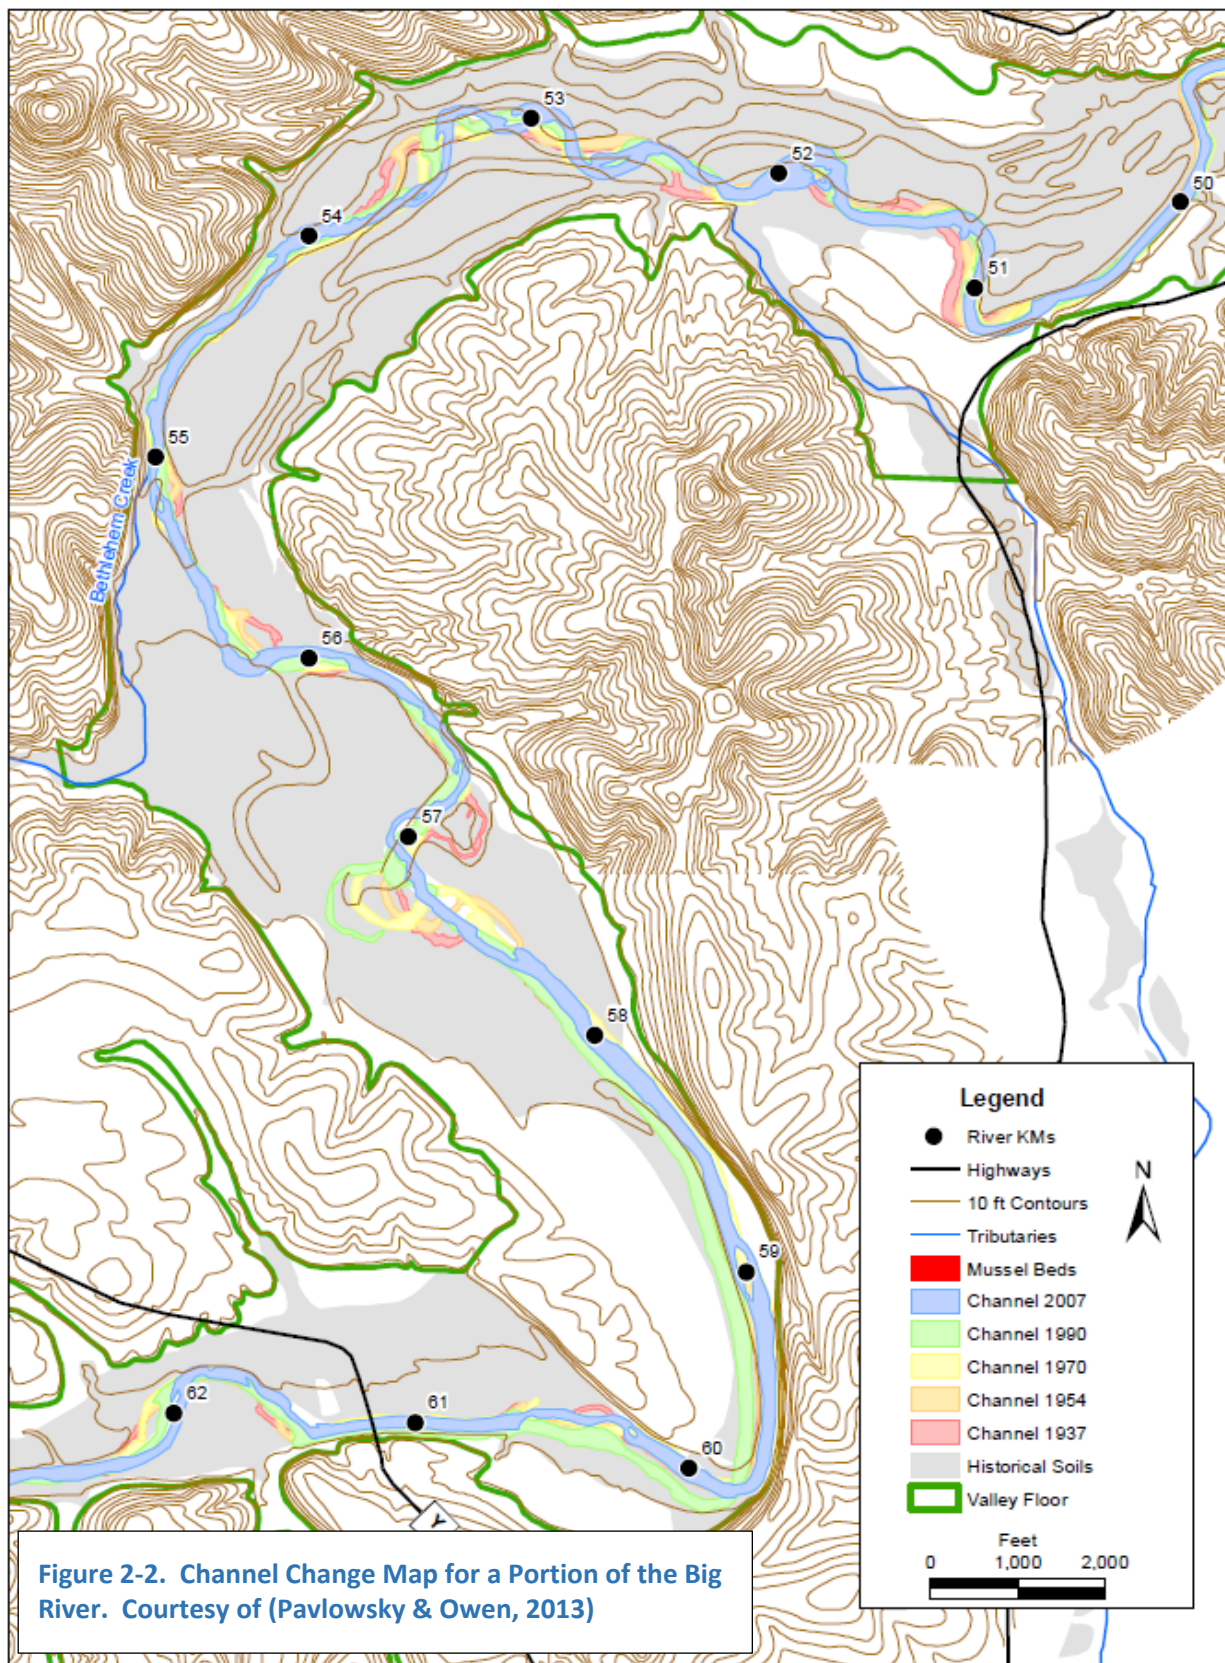 53
52
50
54
51
55
Bethlehem Creek
56
57
58
59
62
61
60
Y
Legend
River KMs
Highways
10 ft Contours
Tributaries
Mussel Beds
Channel 2007
Channel 1990
Channel 1970
Channel 1954
Channel 1937
Historical Soils
Valley Floor
N
Feet
0 1,000 2,000
Figure 2-2. Channel Change Map for a Portion of the Big
River. Courtesy of (Pavlowsky & Owen, 2013)